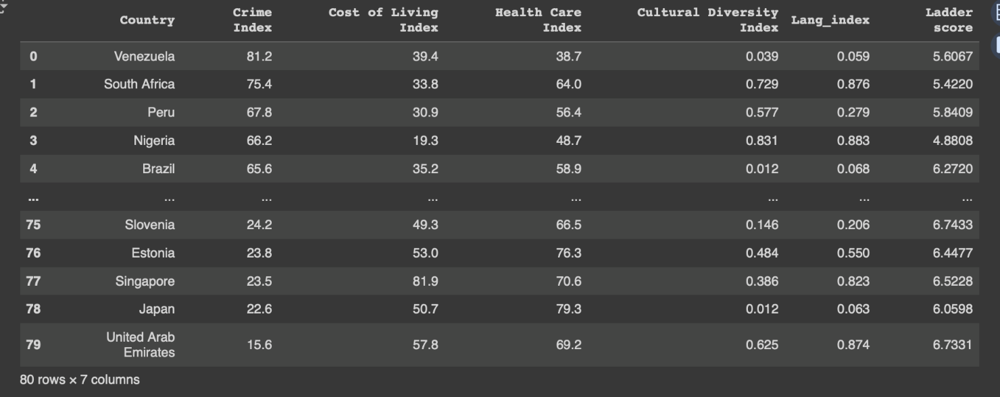 Country Crime Index Cost of Living Index Health Care Index Cultural Diversity Index Lang_index Ladder score
0 Venezuela 81.2 39.4 38.7 0.039 0.059 5.6067
1 South Africa 75.4 33.8 64.0 0.729 0.876 5.4220
2 Peru 67.8 30.9 56.4 0.577 0.279 5.8409
3 Nigeria 66.2 19.3 48.7 0.831 0.883 4.8808
4 Brazil 65.6 35.2 58.9 0.012 0.068 6.2720
... ... ... ... ... ... ... ...
75 Slovenia 24.2 49.3 66.5 0.146 0.206 6.7433
76 Estonia 23.8 53.0 76.3 0.484 0.550 6.4477
77 Singapore 23.5 81.9 70.6 0.386 0.823 6.5228
78 Japan 22.6 50.7 79.3 0.012 0.063 6.0598
79 United Arab Emirates 15.6 57.8 69.2 0.625 0.874 6.7331
80 rows × 7 columns